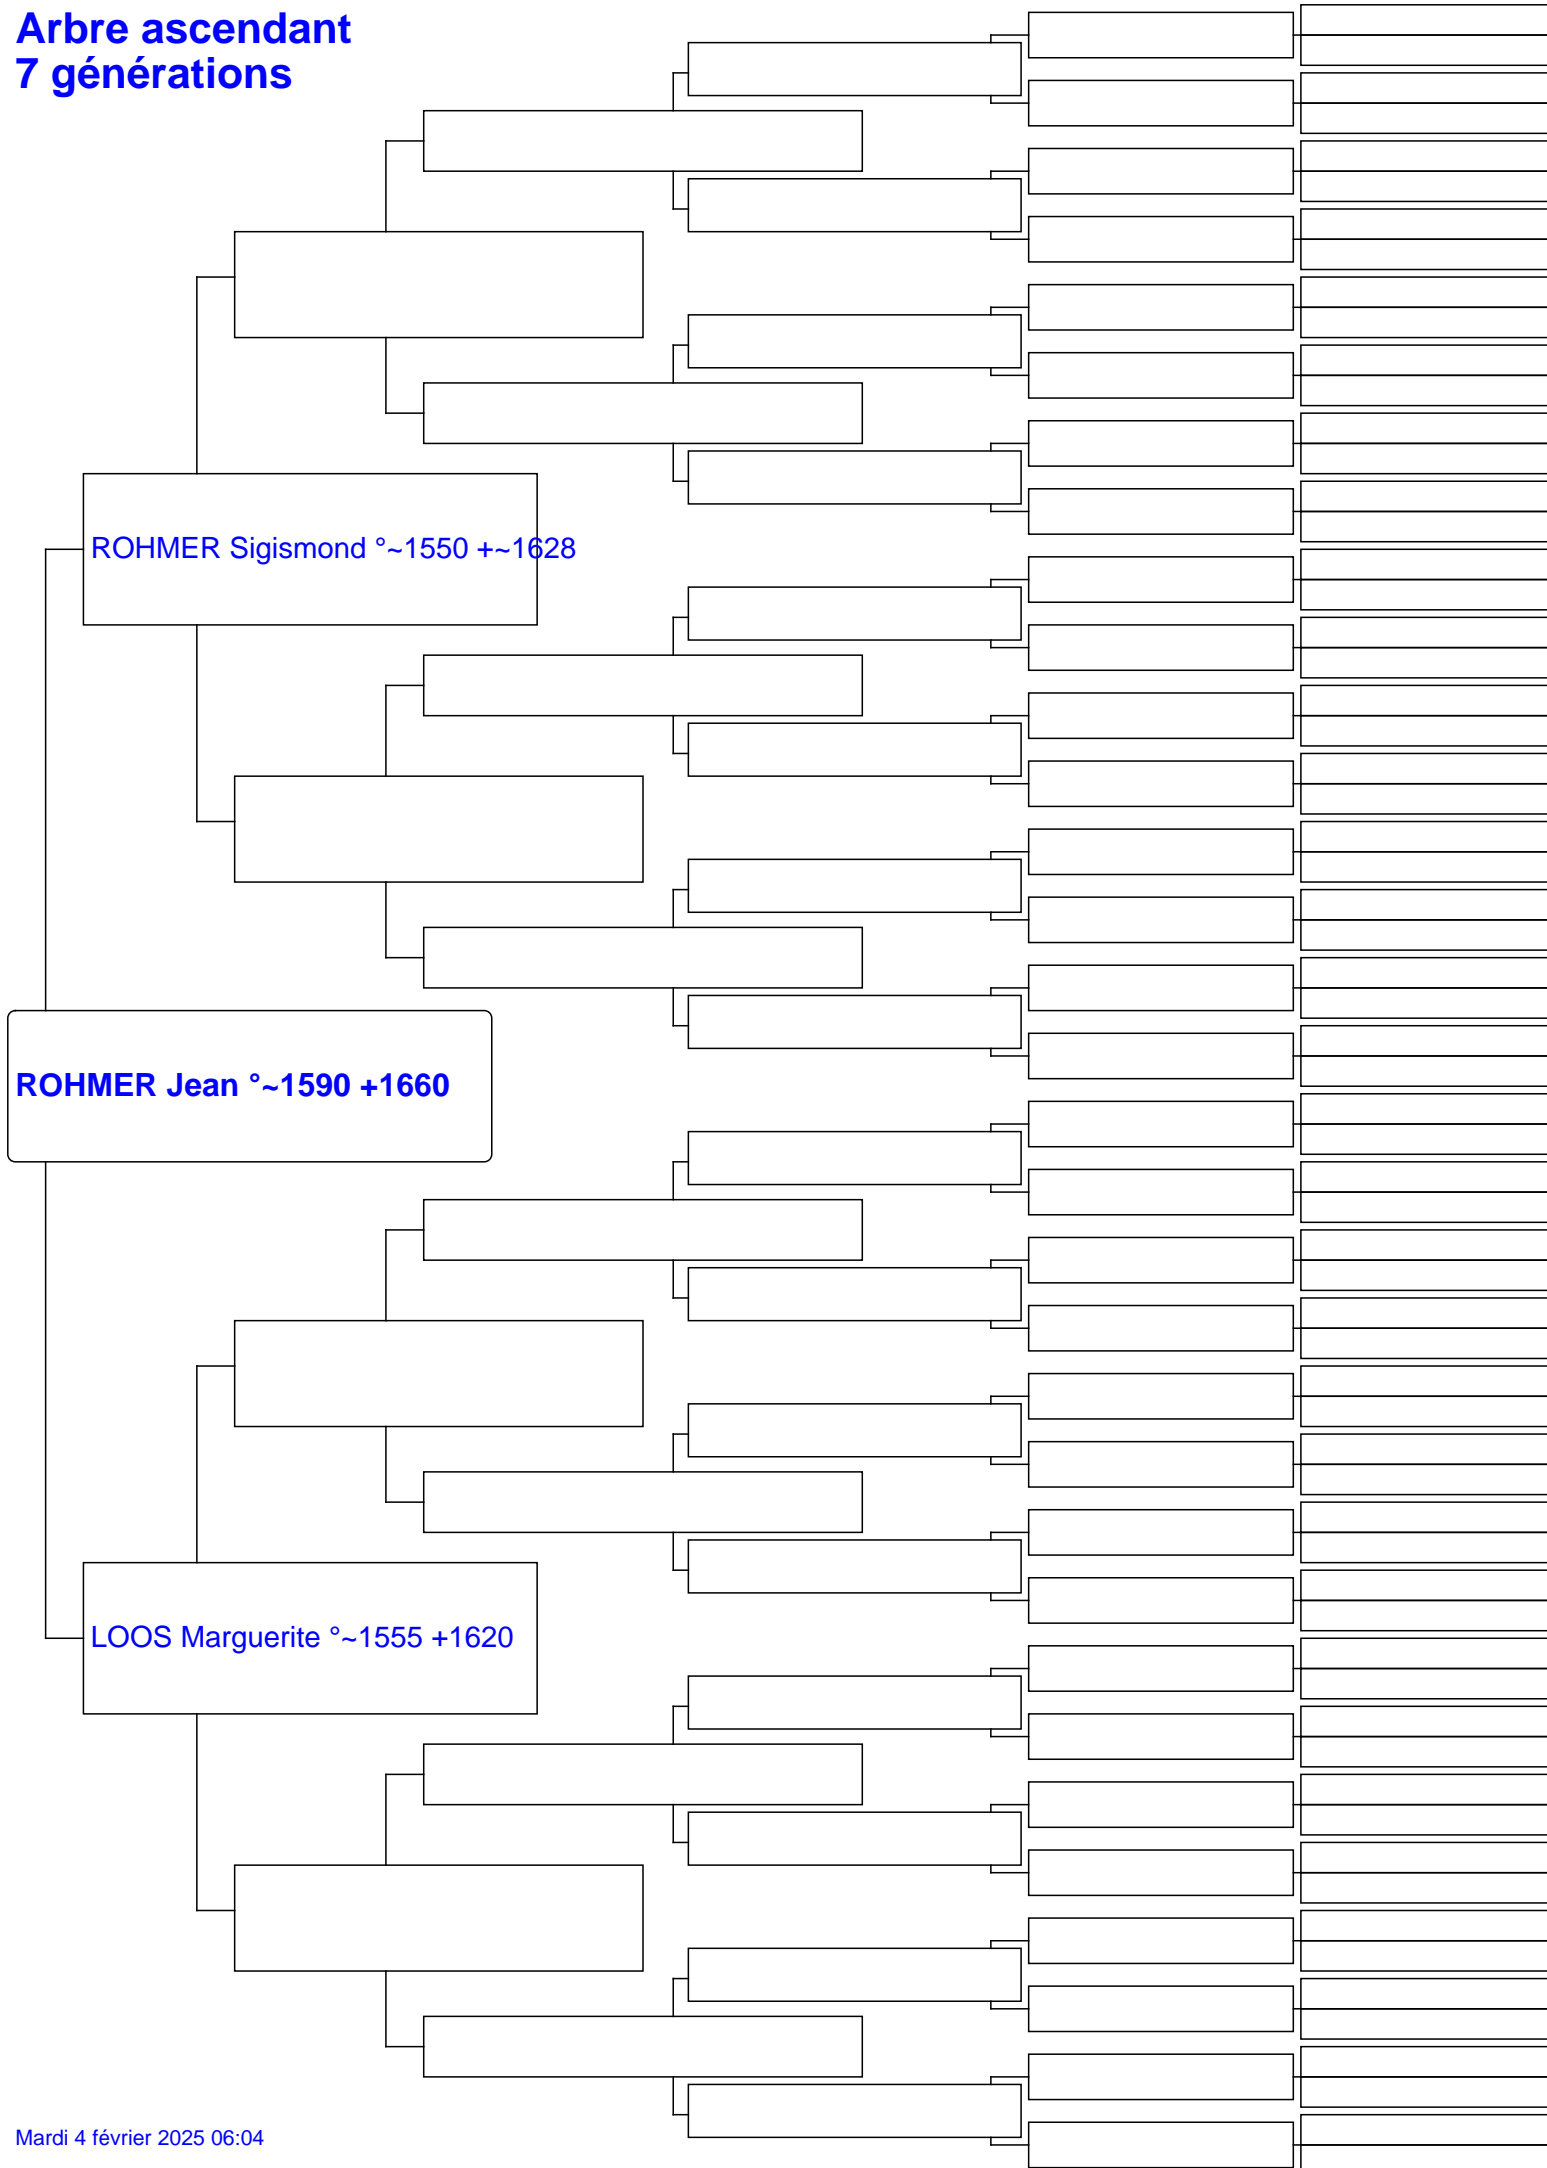 Arbre ascendant
7 générations
ROHMER Sigismond °~1550 +~1628
ROHMER Jean °~1590 +1660
LOOS Marguerite °~1555 +1620
Mardi 4 février 2025 06:04